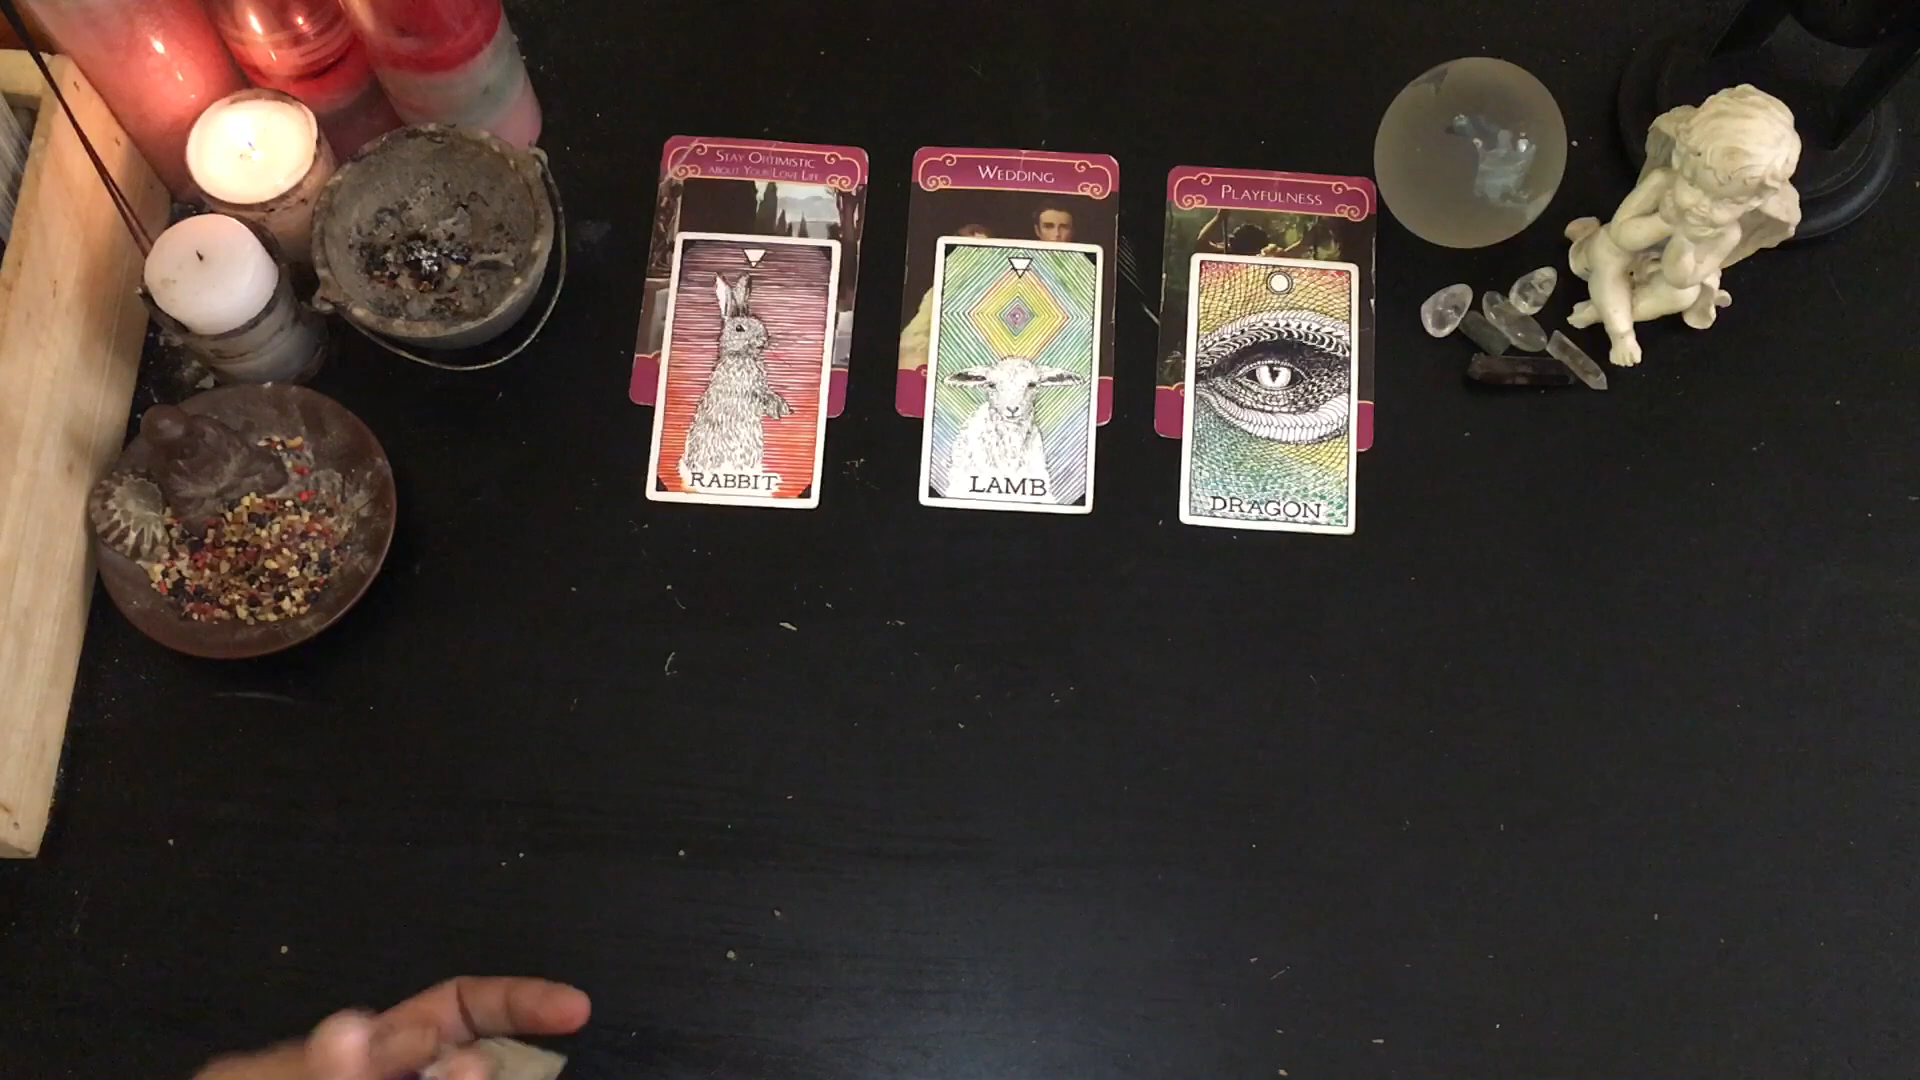 STAY OPTIMISTIC
ABOUT YOUR LOVE LIFE
WEDDING
PLAYFULNESS
RABBIT
LAMB
DRAGON